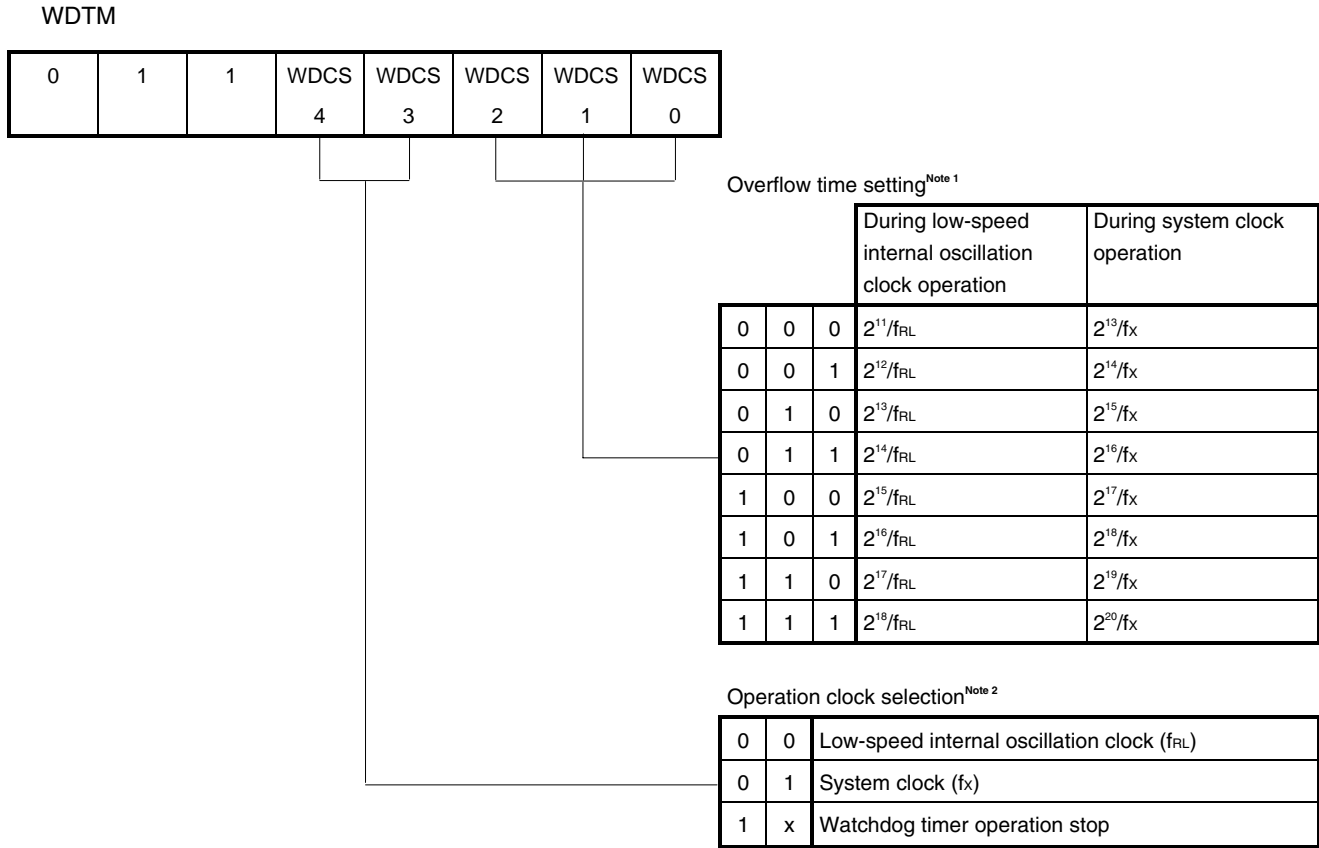 WDTM
0 1 1 WDCS WDCS WDCS WDCS WDCS
4 3 2 1 0
Overflow time setting Note 1
During low-speed During system clock
internal oscillation operation
clock operation
0 0 0 2¹¹/fRL 2¹³/fX
0 0 1 2¹²/fRL 2¹⁴/fX
0 1 0 2¹³/fRL 2¹⁵/fX
0 1 1 2¹⁴/fRL 2¹⁶/fX
1 0 0 2¹⁵/fRL 2¹⁷/fX
1 0 1 2¹⁶/fRL 2¹⁸/fX
1 1 0 2¹⁷/fRL 2¹⁹/fX
1 1 1 2¹⁸/fRL 2²⁰/fX
Operation clock selection Note 2
0 0 Low-speed internal oscillation clock (fRL)
0 1 System clock (fX)
1 x Watchdog timer operation stop